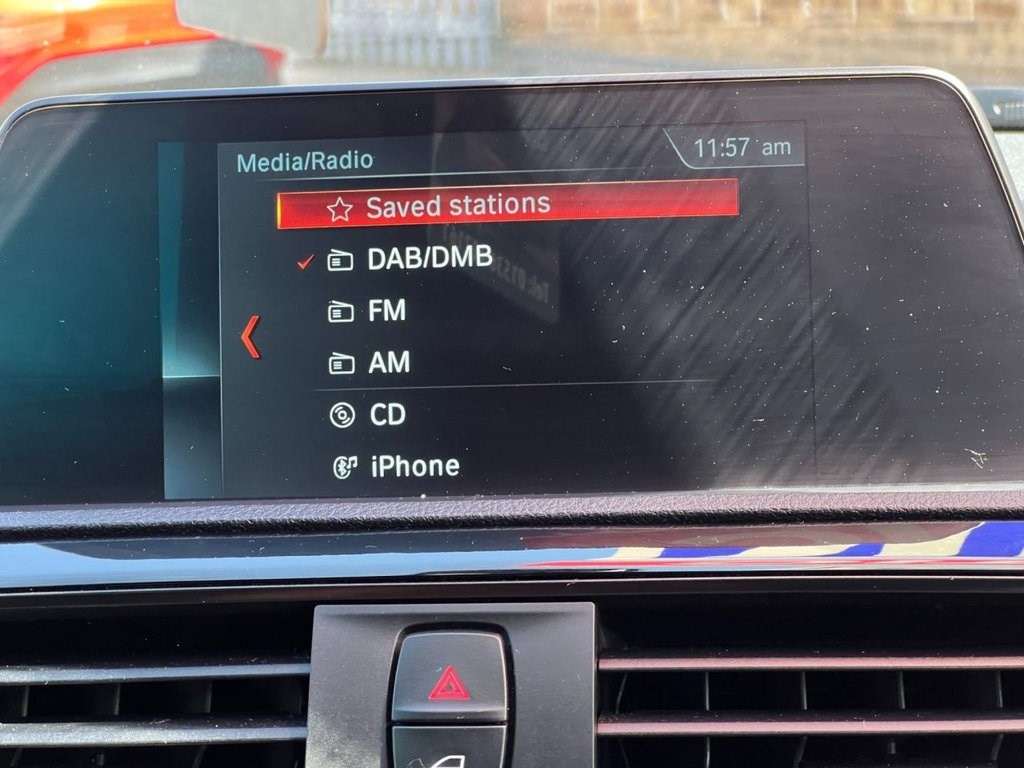 Media/Radio
11:57 am
Saved stations
DAB/DMB
FM
AM
CD
iPhone